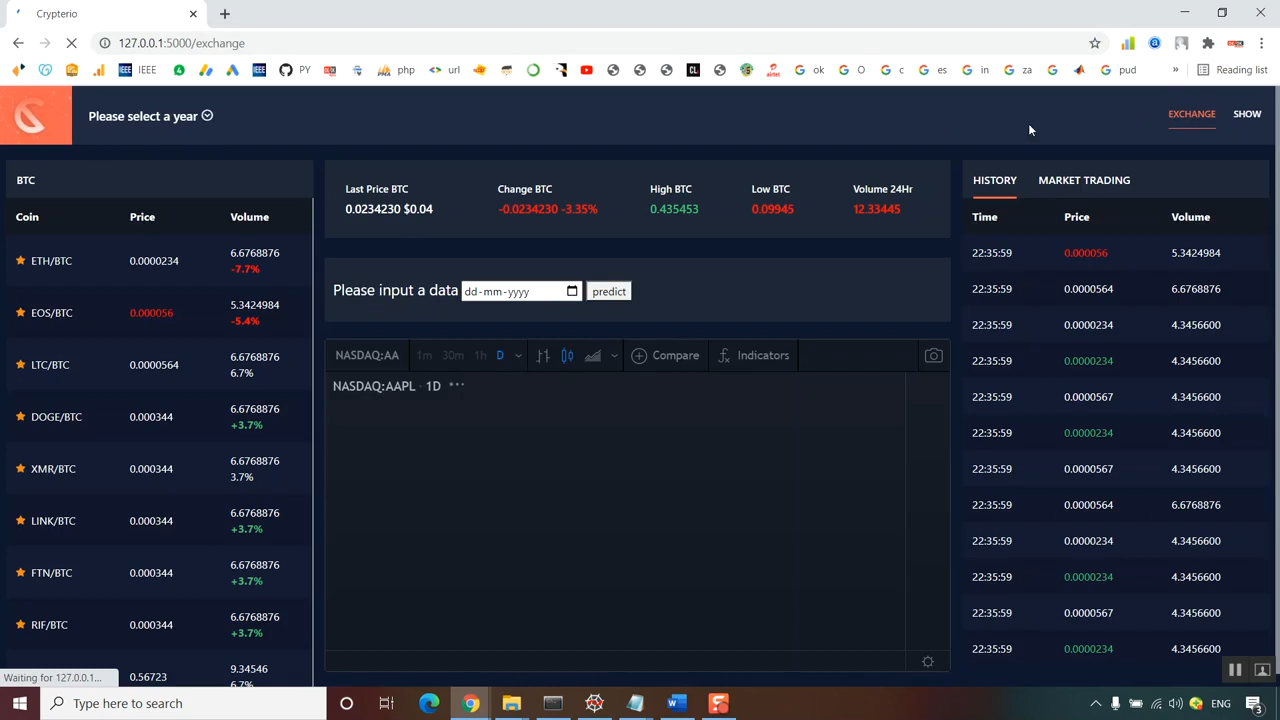 Crypterio
127.0.0.1:5000/exchange
IEEE
IEEE
PY
php
url
CL
airtel
ok
O
c
es
in
za
pud
»
Reading list
Please select a year
EXCHANGE
SHOW
BTC
Coin Price Volume
ETH/BTC 0.0000234 6.6768876
-7.7%
EOS/BTC 0.000056 5.3424984
-5.4%
LTC/BTC 0.0000564 6.6768876
6.7%
DOGE/BTC 0.000344 6.6768876
+3.7%
XMR/BTC 0.000344 6.6768876
3.7%
LINK/BTC 0.000344 6.6768876
+3.7%
FTN/BTC 0.000344 6.6768876
+3.7%
RIF/BTC 0.000344 6.6768876
+3.7%
0.56723 9.34546
6.7%
Last Price BTC Change BTC High BTC Low BTC Volume 24Hr
0.0234230 $0.04 -0.0234230 -3.35% 0.435453 0.09945 12.33445
Please input a data dd-mm-yyyy predict
NASDAQ:AA 1m 30m 1h D Compare Indicators
NASDAQ:AAPL · 1D
HISTORY MARKET TRADING
Time Price Volume
22:35:59 0.000056 5.3424984
22:35:59 0.0000564 6.6768876
22:35:59 0.0000234 4.3456600
22:35:59 0.0000234 4.3456600
22:35:59 0.0000567 4.3456600
22:35:59 0.0000234 4.3456600
22:35:59 0.0000567 4.3456600
22:35:59 0.0000564 6.6768876
22:35:59 0.0000234 4.3456600
22:35:59 0.0000234 4.3456600
22:35:59 0.0000567 4.3456600
22:35:59 0.0000234 4.3456600
Waiting for 127.0.0.1...
Type here to search
ENG
3